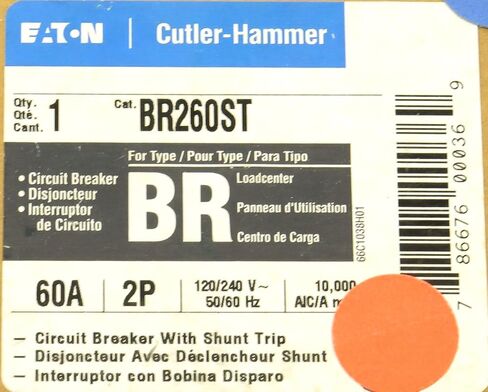 EATON | Cutler-Hammer
Qty.
Qté.
Cant. 1 Cat. BR260ST
For Type / Pour Type / Para Tipo
• Circuit Breaker
• Disjoncteur
• Interruptor
de Circuito
BR
Loadcenter
Panneau d'Utilisation
Centro de Carga
66C1038H01
60A
2P
120/240 V~
50/60 Hz
10,000
AIC/A
— Circuit Breaker With Shunt Trip
— Disjoncteur Avec Déclencheur Shunt
— Interruptor con Bobina Disparo
7 86676 00036 9